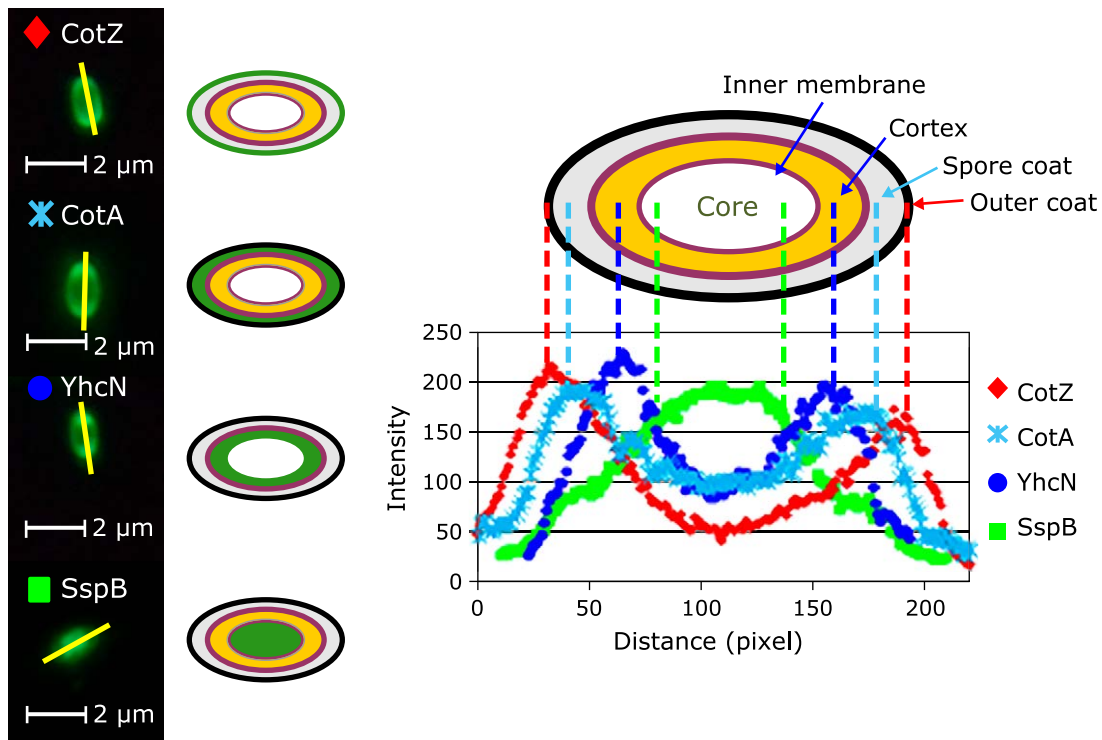 CotZ
2 µm
CotA
2 µm
YhcN
2 µm
SspB
2 µm
Inner membrane
Cortex
Spore coat
Outer coat
Core
250
200
150
100
50
0
Intensity
0
50
100
150
200
Distance (pixel)
CotZ
CotA
YhcN
SspB